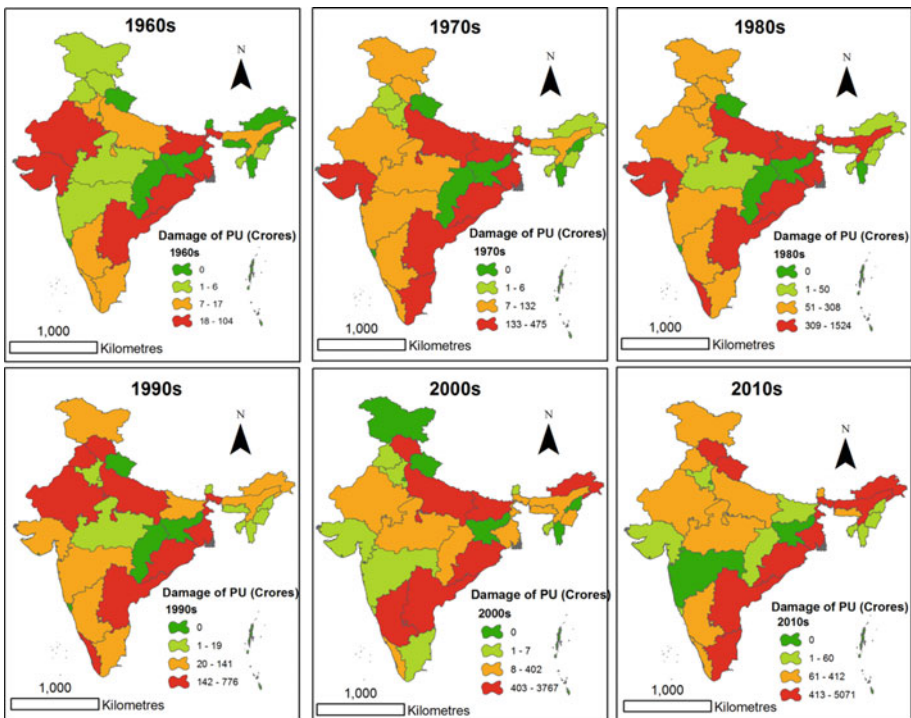 1960s
N
Damage of PU (Crores)
1960s
0
1 - 6
7 - 17
18 - 104
1,000
Kilometres
1970s
N
Damage of PU (Crores)
1970s
0
1 - 6
7 - 132
133 - 475
1,000
Kilometres
1980s
N
Damage of PU (Crores)
1980s
0
1 - 50
51 - 308
309 - 1524
1,000
Kilometres
1990s
N
Damage of PU (Crores)
1990s
0
1 - 19
20 - 141
142 - 776
1,000
Kilometres
2000s
N
Damage of PU (Crores)
2000s
0
1 - 7
8 - 402
403 - 3767
1,000
Kilometres
2010s
N
Damage of PU (Crores)
2010s
0
1 - 60
61 - 412
413 - 5071
1,000
Kilometres